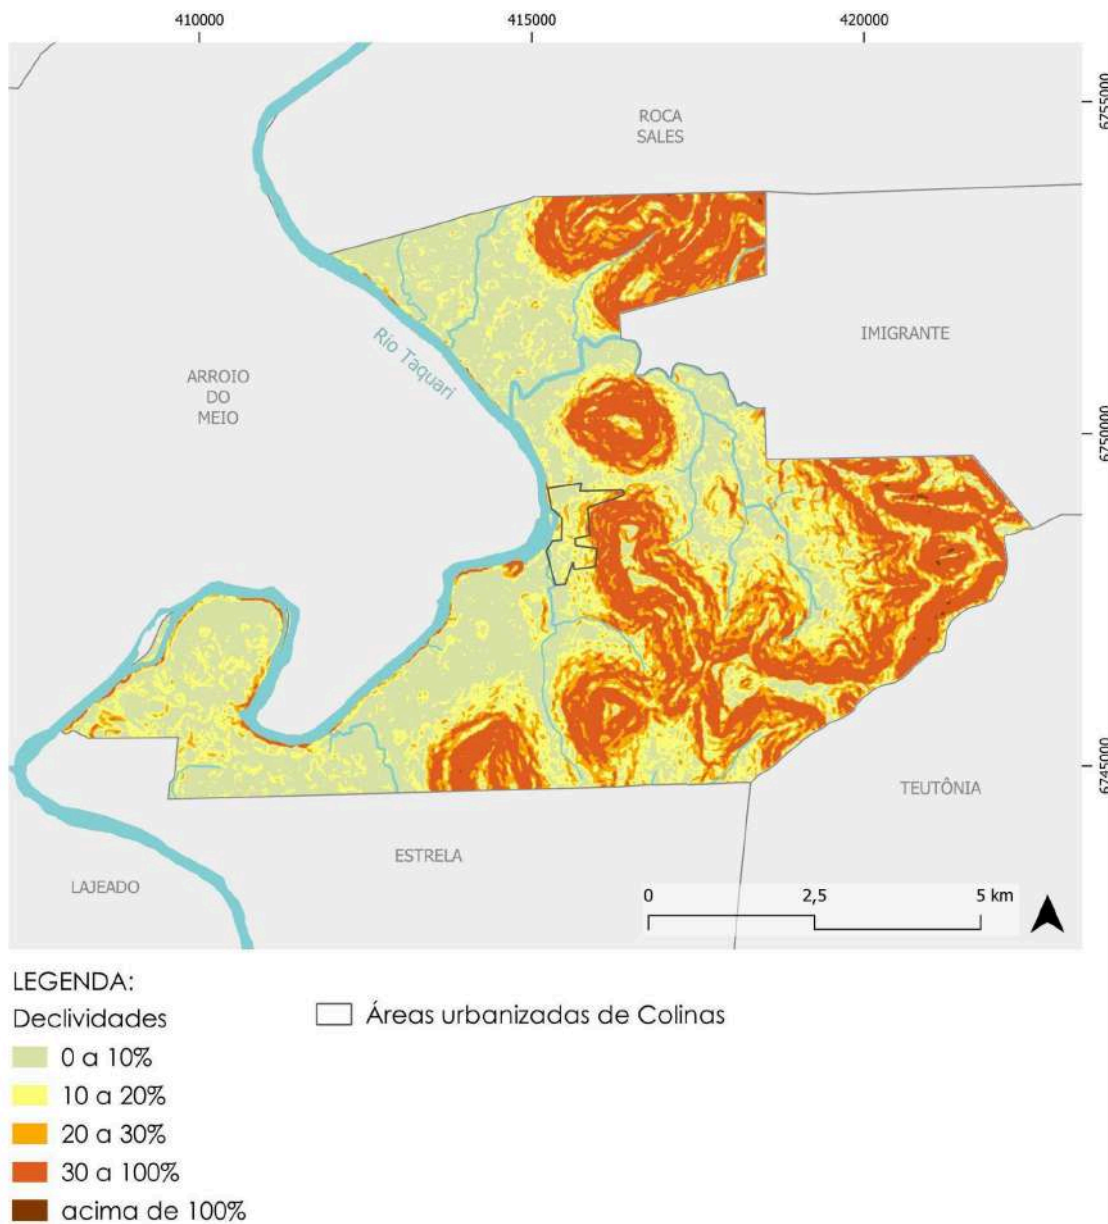 410000
415000
420000
6755000
ROCA
SALES
IMIGRANTE
Rio Taquari
ARROIO
DO
MEIO
6750000
6745000
TEUTÔNIA
ESTRELA
LAJEADO
0 2,5 5 km
LEGENDA:
Declividades
Áreas urbanizadas de Colinas
0 a 10%
10 a 20%
20 a 30%
30 a 100%
acima de 100%